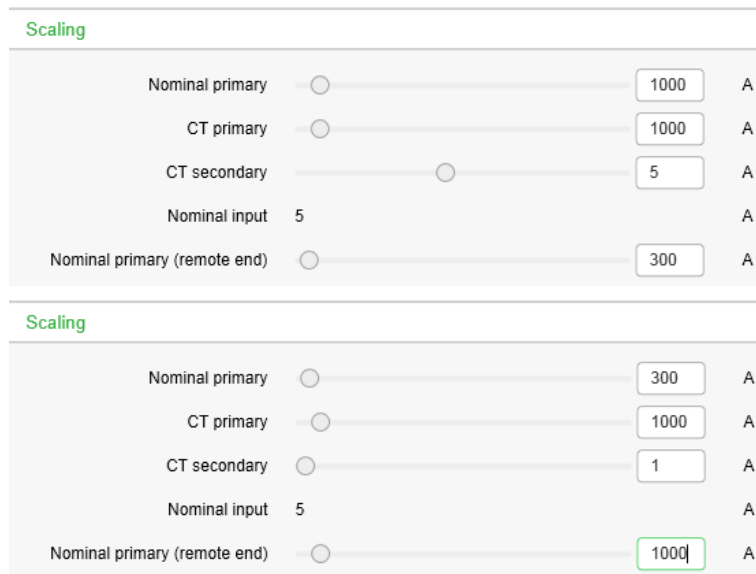 Scaling
Nominal primary 1000 A
CT primary 1000 A
CT secondary 5 A
Nominal input 5 A
Nominal primary (remote end) 300 A
Scaling
Nominal primary 300 A
CT primary 1000 A
CT secondary 1 A
Nominal input 5 A
Nominal primary (remote end) 1000 A